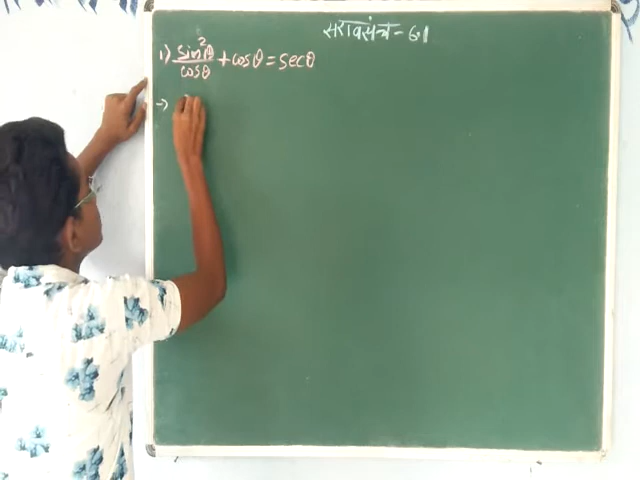 सरावसंच - 6.1
1) sin²θ/cosθ + cosθ = secθ
→